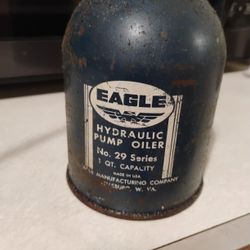 EAGLE
HYDRAULIC
PUMP OILER
No. 29 Series
1 QT. CAPACITY
MADE IN USA
MANUFACTURING COMPANY
W. VA.